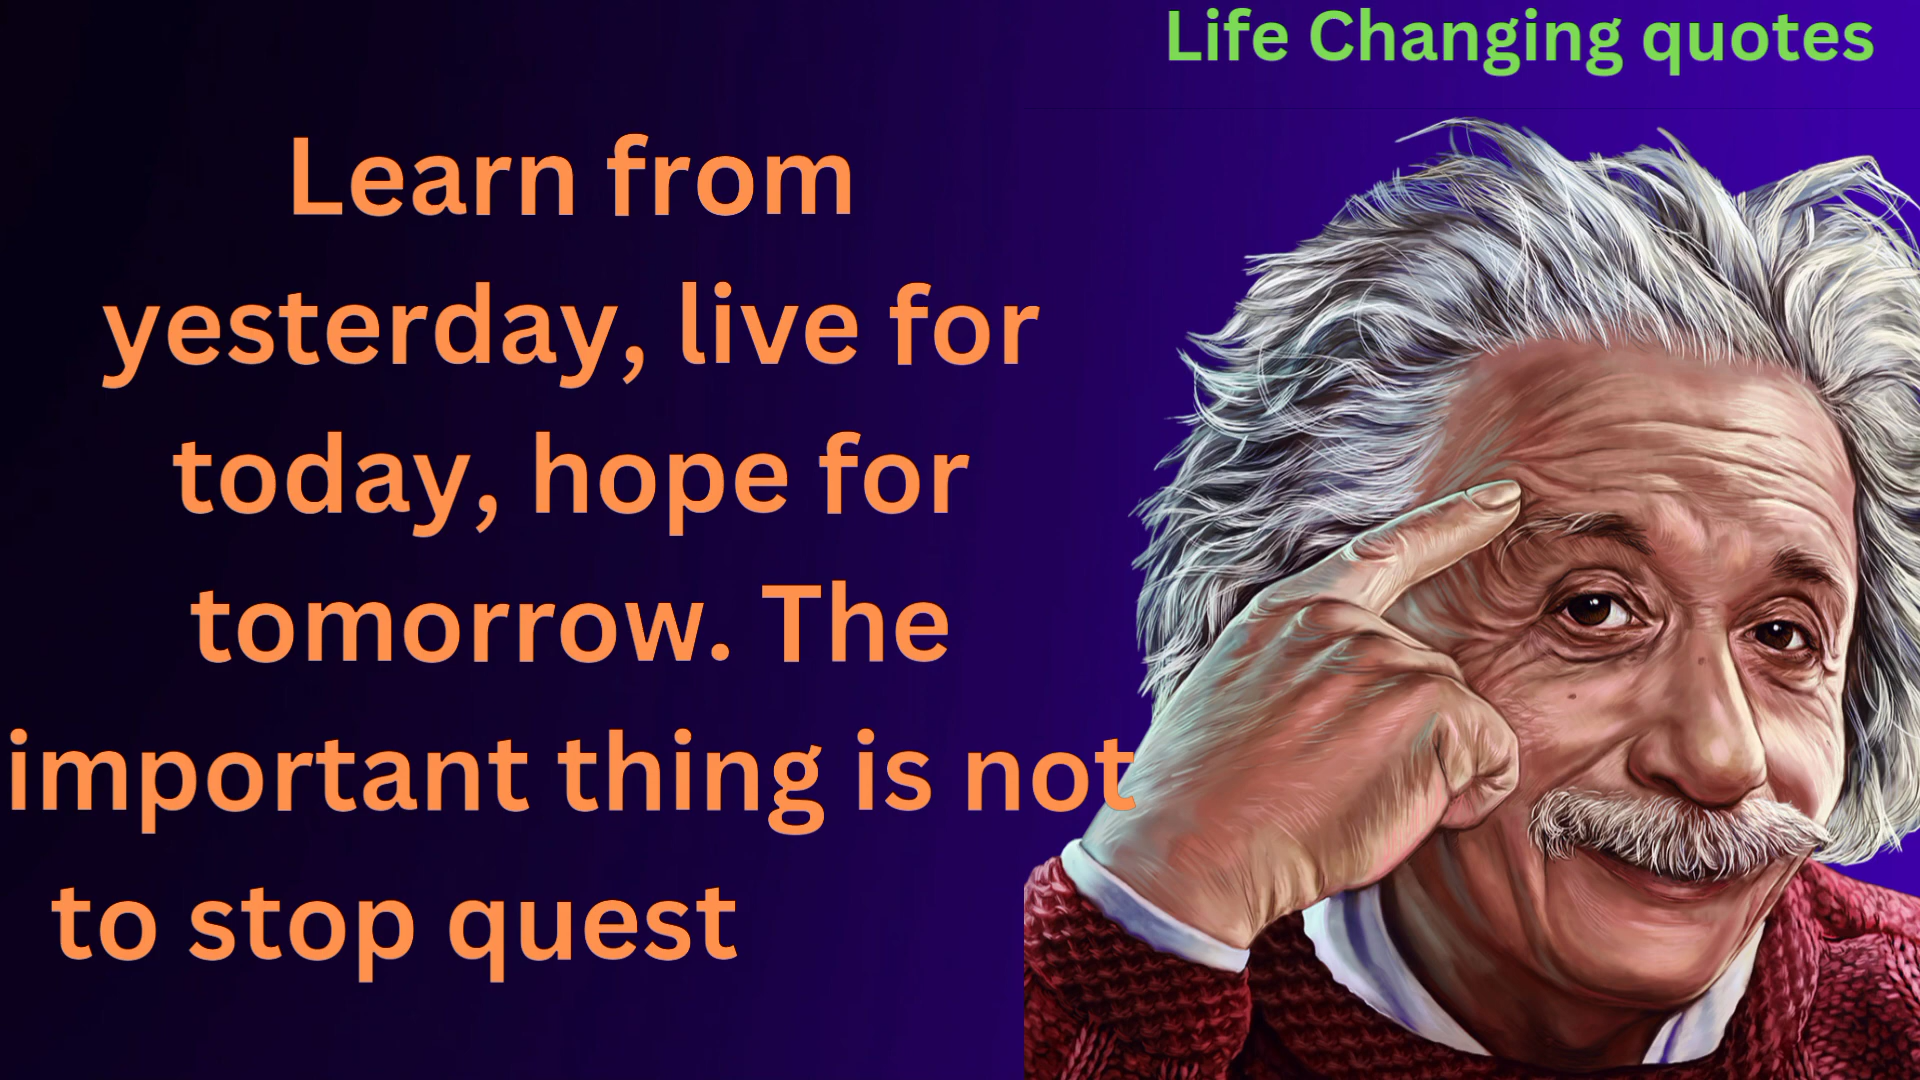 Life Changing quotes
Learn from
yesterday, live for
today, hope for
tomorrow. The
important thing is not
to stop quest